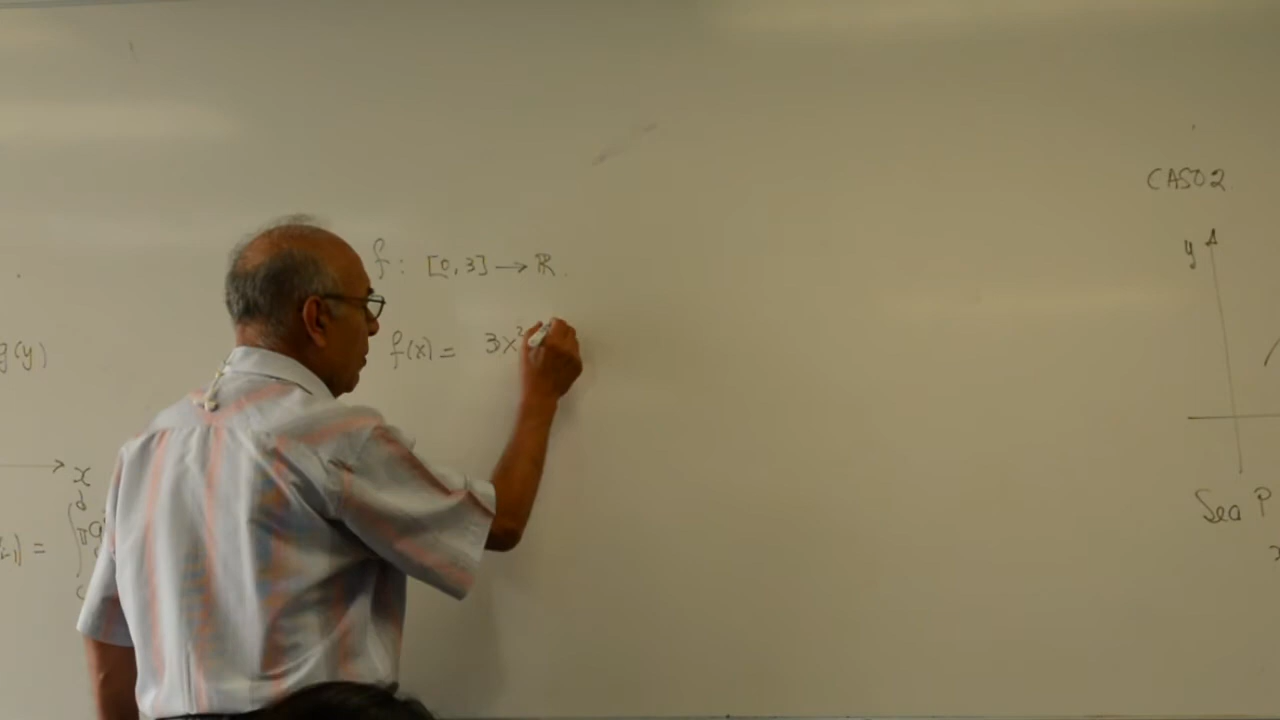 f : [0,3] → ℝ.
f(x) = 3x²
g(y)
x
CASO 2
y
Sea P